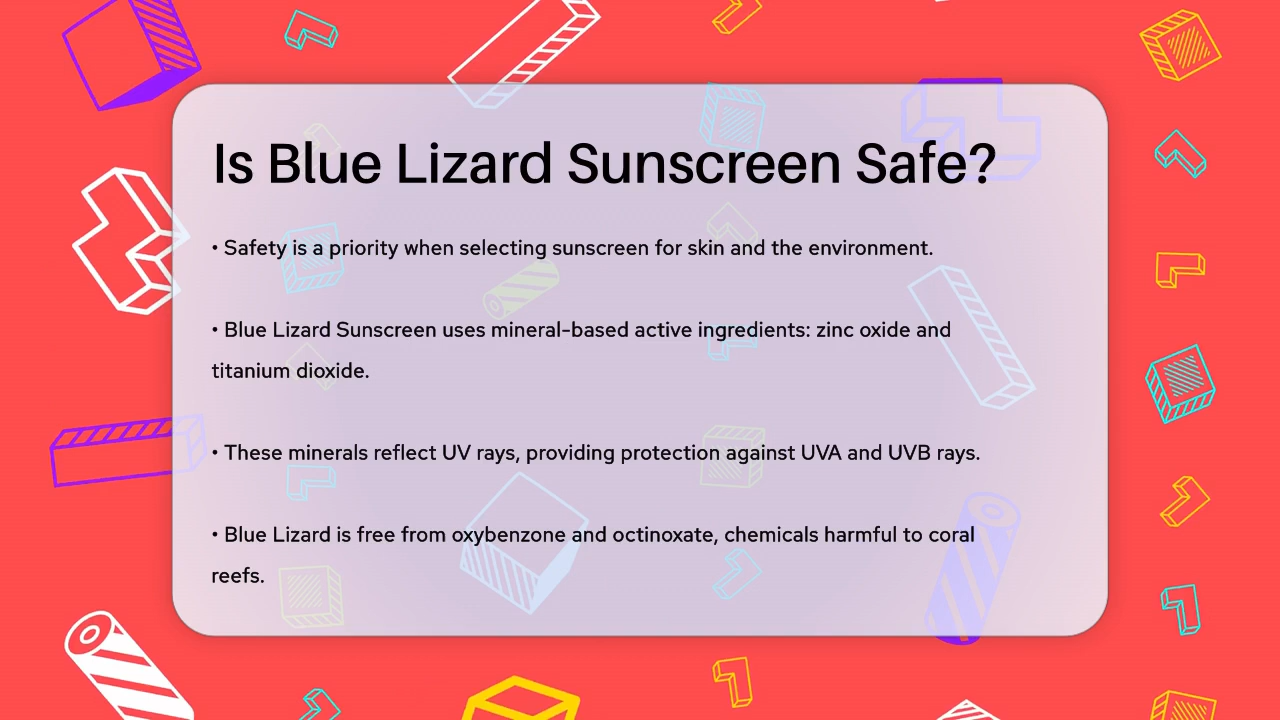 Is Blue Lizard Sunscreen Safe?
• Safety is a priority when selecting sunscreen for skin and the environment.
• Blue Lizard Sunscreen uses mineral-based active ingredients: zinc oxide and
titanium dioxide.
• These minerals reflect UV rays, providing protection against UVA and UVB rays.
• Blue Lizard is free from oxybenzone and octinoxate, chemicals harmful to coral
reefs.